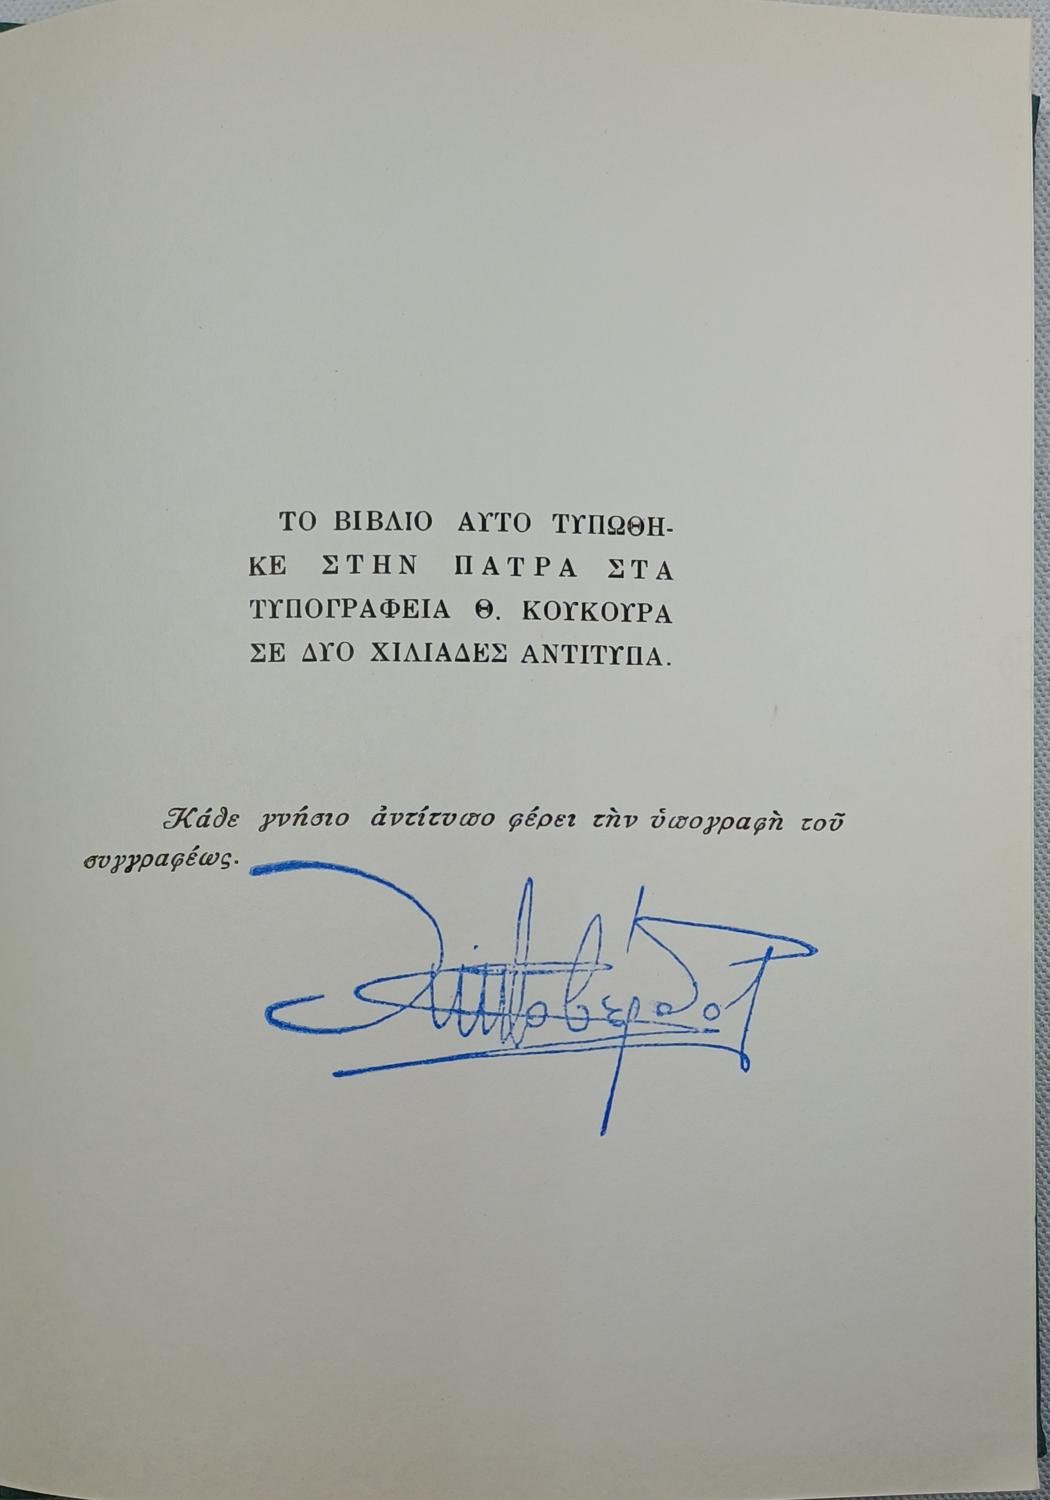 ΤΟ ΒΙΒΛΙΟ ΑΥΤΟ ΤΥΠΩΘΗ-
ΚΕ ΣΤΗΝ ΠΑΤΡΑ ΣΤΑ
ΤΥΠΟΓΡΑΦΕΙΑ Θ. ΚΟΥΚΟΥΡΑ
ΣΕ ΔΥΟ ΧΙΛΙΑΔΕΣ ΑΝΤΙΤΥΠΑ.
Κάθε γνήσιο ἀντίτυπο φέρει τὴν ὑπογραφὴ τοῦ
συγγραφέως.